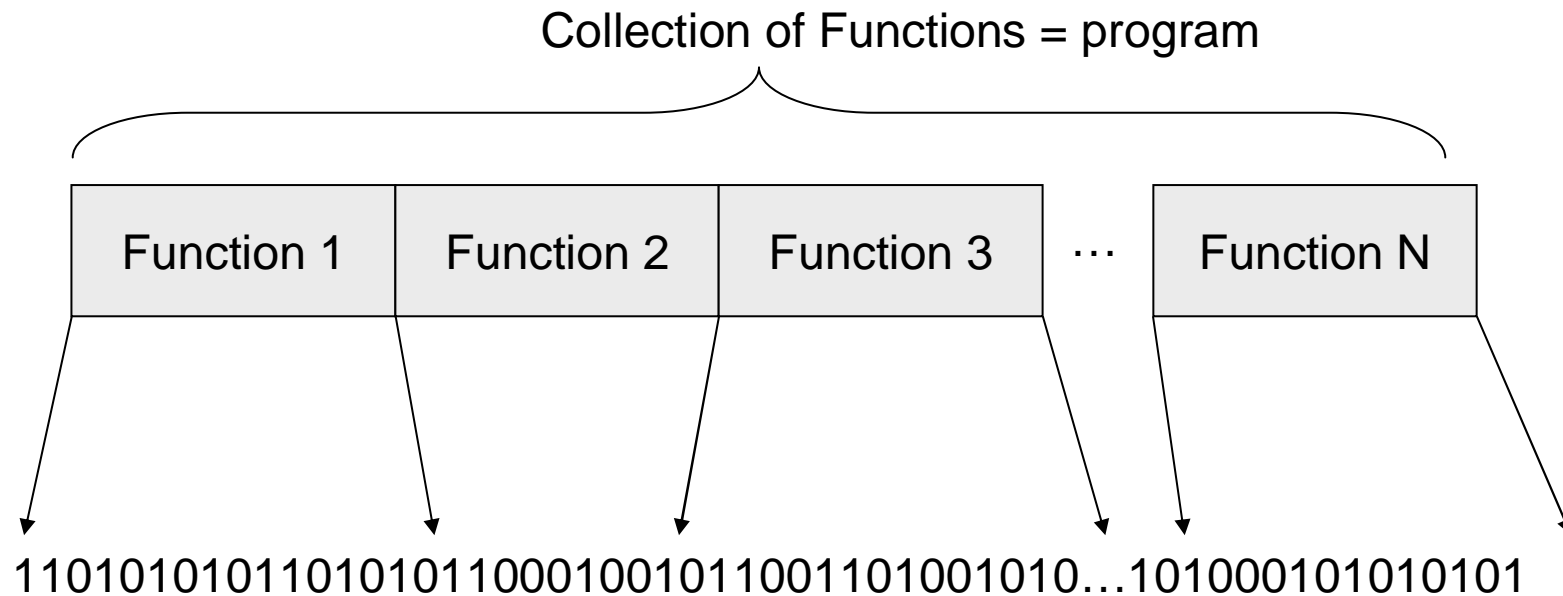 Collection of Functions = program
Function 1 Function 2 Function 3 … Function N
11010101011010101100010010110011010010​10…101000101010101